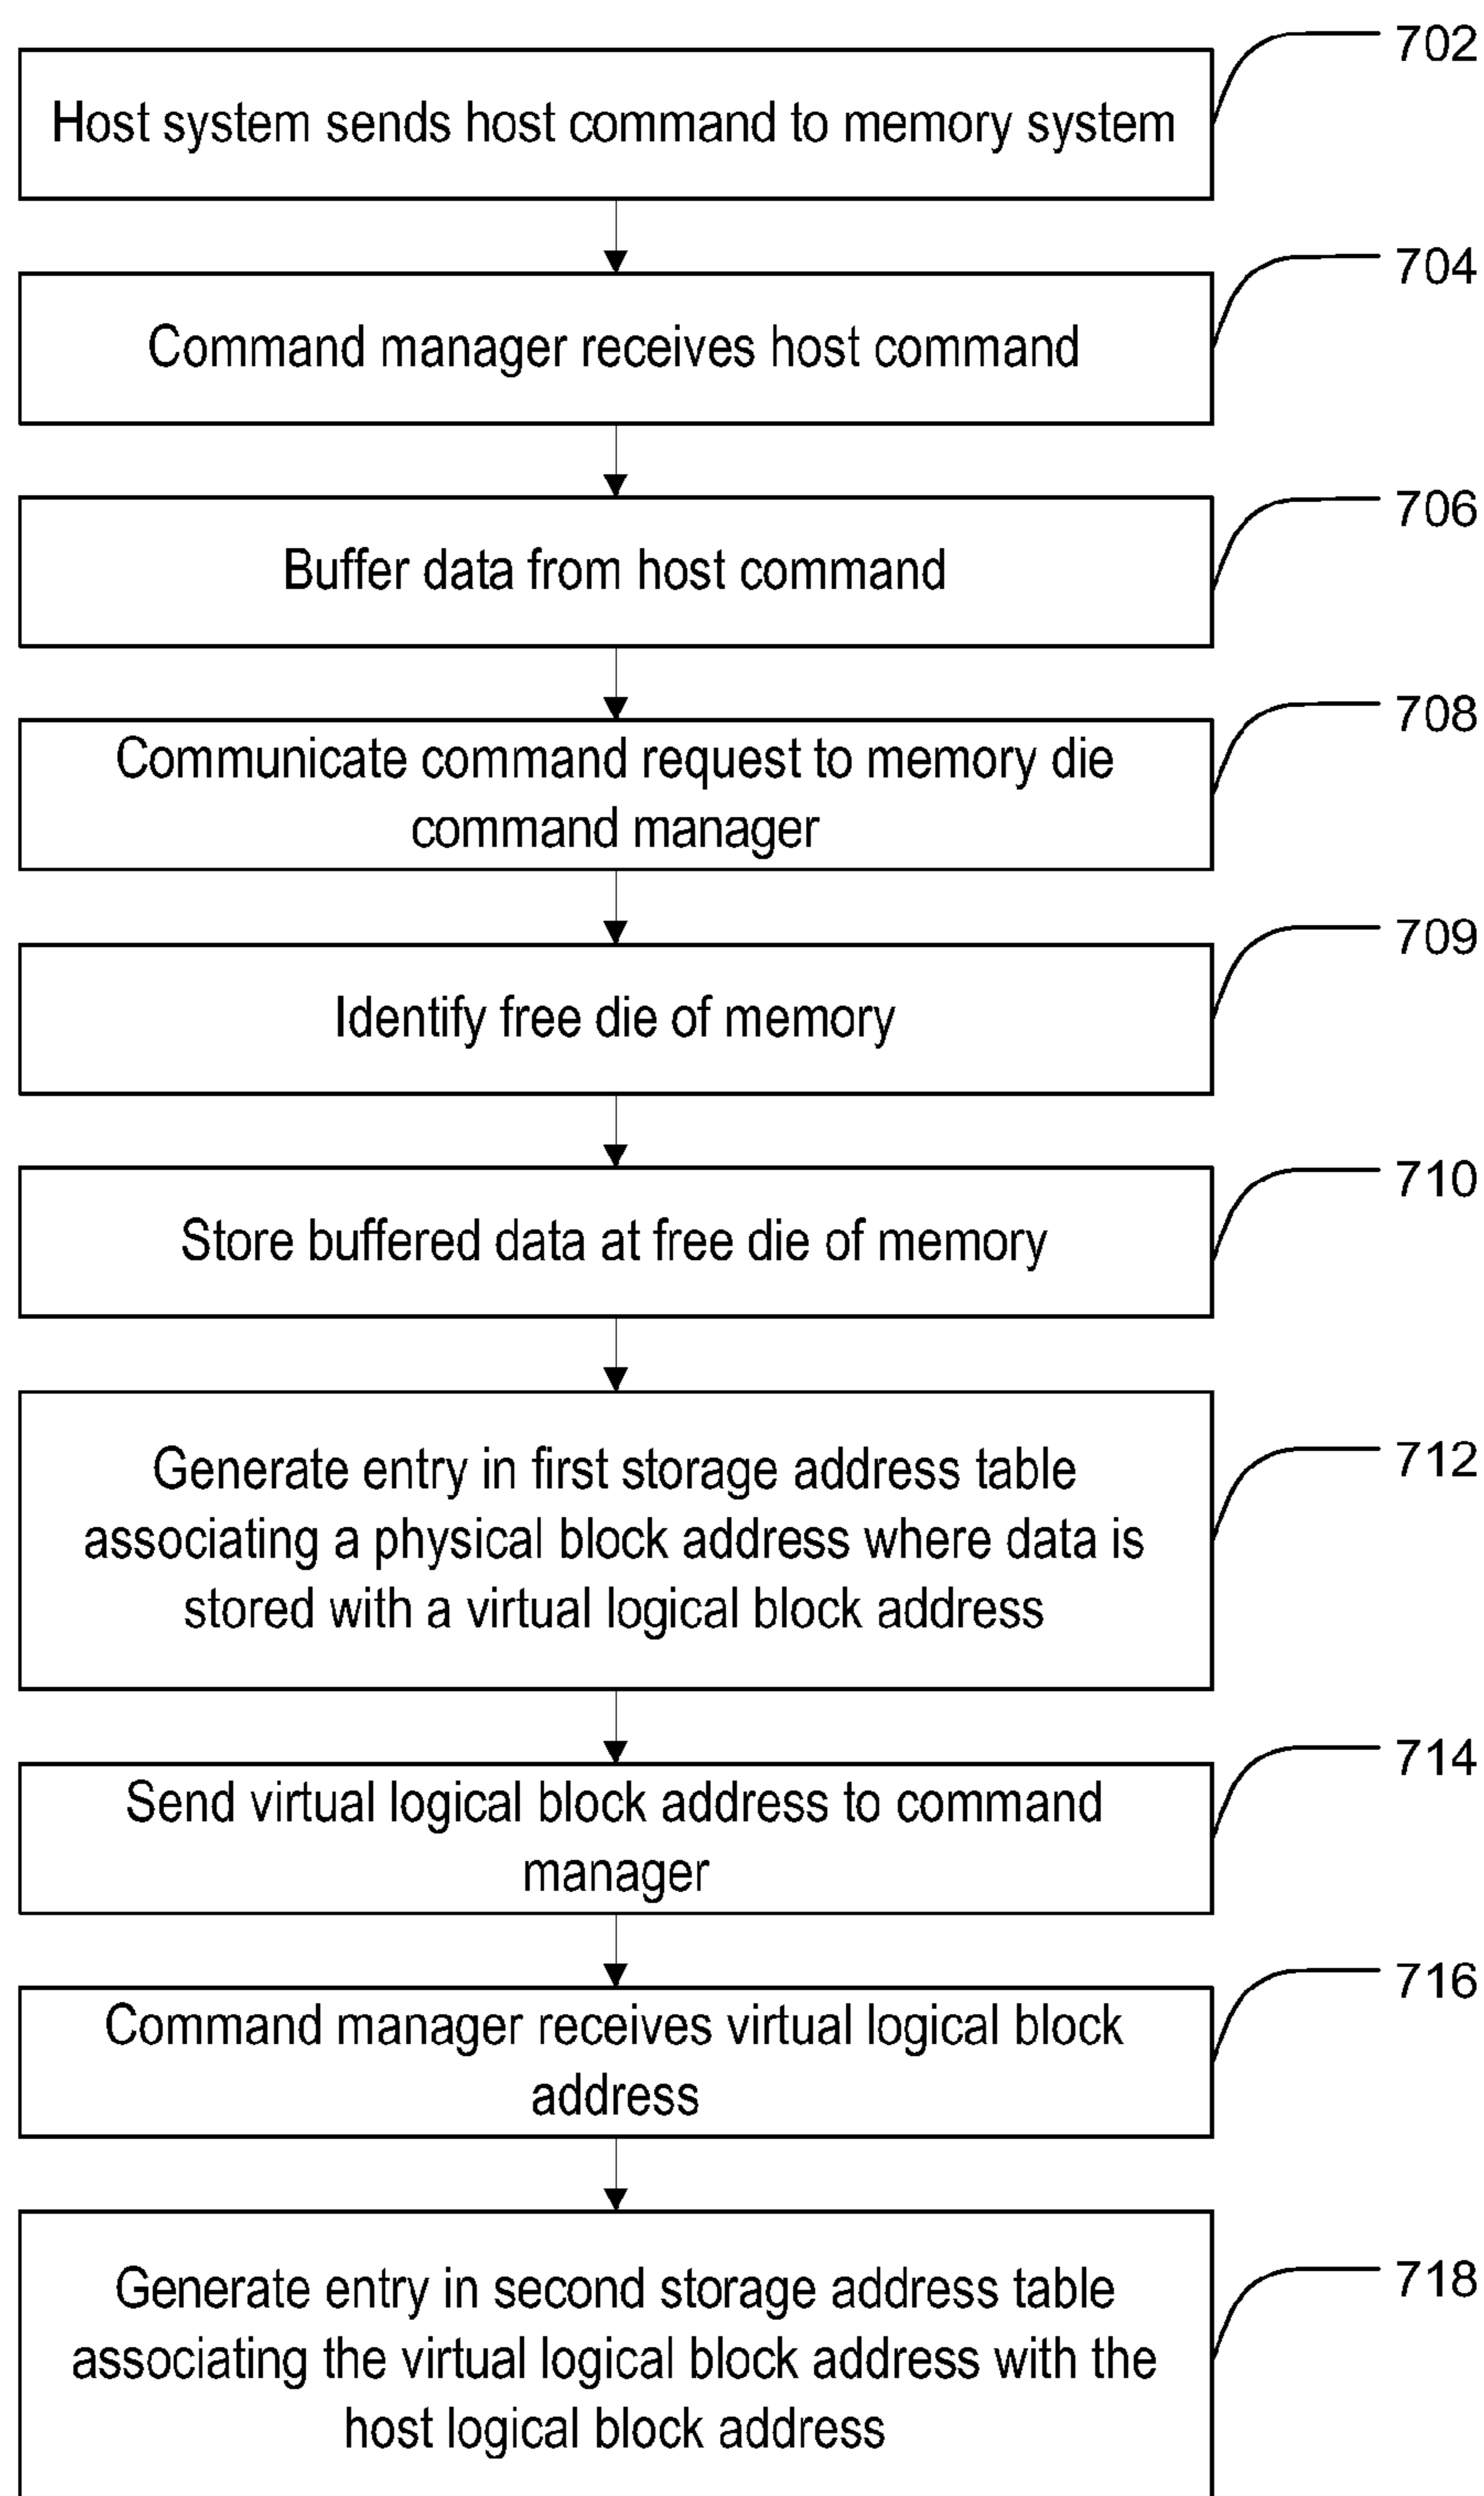 702
Host system sends host command to memory system
704
Command manager receives host command
706
Buffer data from host command
708
Communicate command request to memory die
command manager
709
Identify free die of memory
710
Store buffered data at free die of memory
712
Generate entry in first storage address table
associating a physical block address where data is
stored with a virtual logical block address
714
Send virtual logical block address to command
manager
716
Command manager receives virtual logical block
address
718
Generate entry in second storage address table
associating the virtual logical block address with the
host logical block address